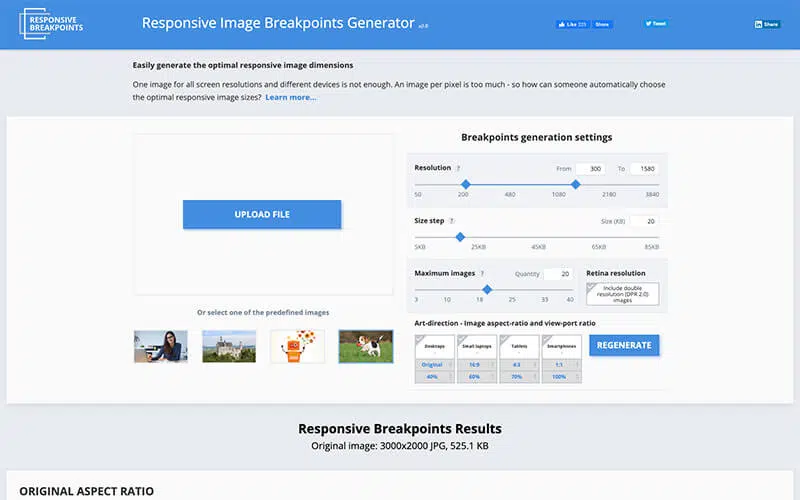 RESPONSIVE
BREAKPOINTS
Responsive Image Breakpoints Generator v2.0
Like 225 Share
Tweet
Share
Easily generate the optimal responsive image dimensions
One image for all screen resolutions and different devices is not enough. An image per pixel is too much - so how can someone automatically choose
the optimal responsive image sizes? Learn more...
UPLOAD FILE
Or select one of the predefined images
Breakpoints generation settings
Resolution ? From 300 To 1580
50 200 480 1080 2180 3840
Size step ? Size (KB) 20
5KB 25KB 45KB 65KB 85KB
Maximum images ? Quantity 20
3 10 18 25 33 40
Retina resolution
Include double
resolution (DPR 2.0)
images
Art-direction - Image aspect-ratio and view-port ratio
Desktops Small laptops Tablets Smartphones
Original 16:9 4:3 1:1
40% 60% 70% 100%
REGENERATE
Responsive Breakpoints Results
Original image: 3000x2000 JPG, 525.1 KB
ORIGINAL ASPECT RATIO